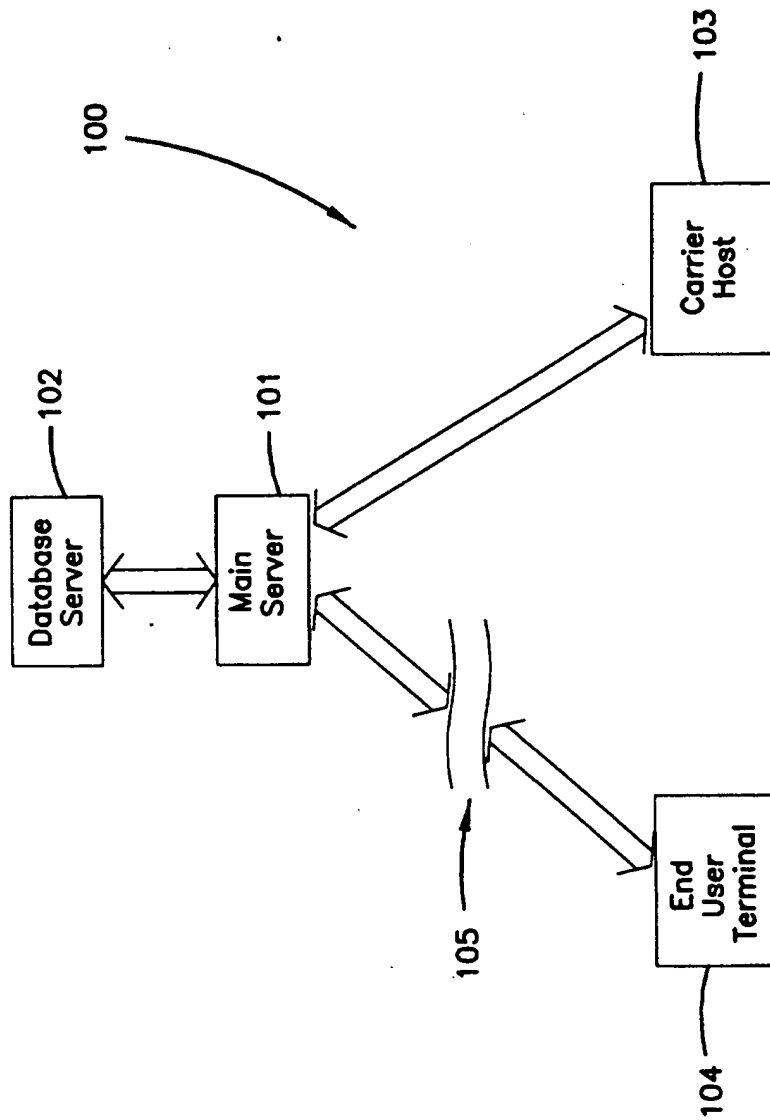 100
102
Database
Server
101
Main
Server
105
103
Carrier
Host
End
User
Terminal
104